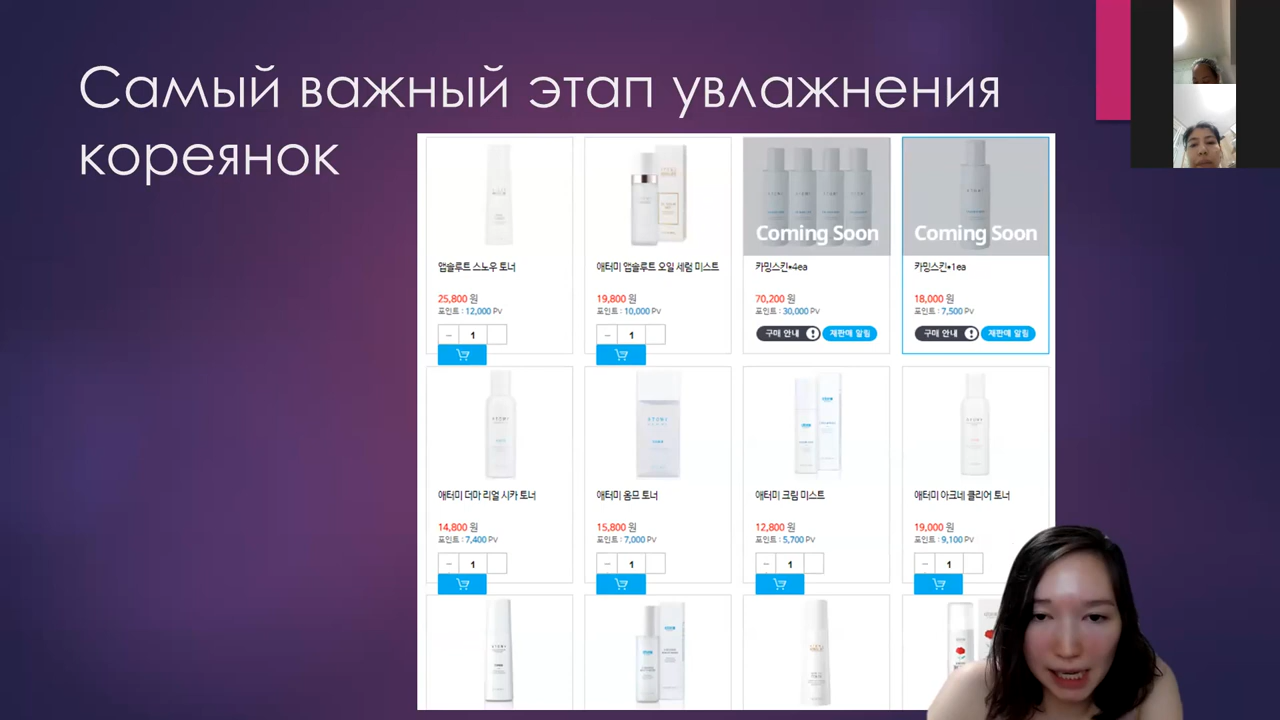 Самый важный этап увлажнения
кореянок
Coming Soon
Coming Soon
앱솔루트 스노우 토너
애터미 앱솔루트 오일 세럼 미스트
카밍스킨*4ea
카밍스킨*1ea
25,800 원
19,800 원
70,200 원
18,000 원
포인트 : 12,000 PV
포인트 : 10,000 PV
포인트 : 30,000 PV
포인트 : 7,500 PV
1
1
구매 안내
재판매 알림
구매 안내
재판매 알림
애터미 더마 리얼 시카 토너
애터미 옴므 토너
애터미 크림 미스트
애터미 아크네 클리어 토너
14,800 원
15,800 원
12,800 원
19,000 원
포인트 : 7,400 PV
포인트 : 7,000 PV
포인트 : 5,700 PV
포인트 : 9,100 PV
1
1
1
1